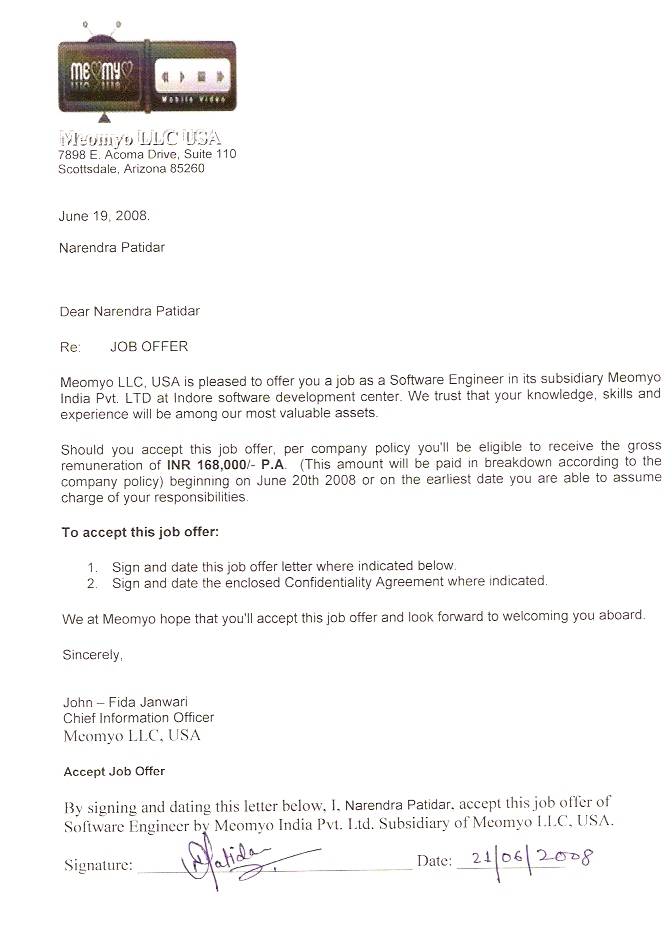 ME♡MY♡
Mobile Video
Meomyo LLC USA
7898 E. Acoma Drive, Suite 110
Scottsdale, Arizona 85260
June 19, 2008.
Narendra Patidar
Dear Narendra Patidar
Re: JOB OFFER
Meomyo LLC, USA is pleased to offer you a job as a Software Engineer in its subsidiary Meomyo
India Pvt. LTD at Indore software development center. We trust that your knowledge, skills and
experience will be among our most valuable assets.
Should you accept this job offer, per company policy you'll be eligible to receive the gross
remuneration of INR 168,000/- P.A. (This amount will be paid in breakdown according to the
company policy) beginning on June 20th 2008 or on the earliest date you are able to assume
charge of your responsibilities.
To accept this job offer:
1. Sign and date this job offer letter where indicated below.
2. Sign and date the enclosed Confidentiality Agreement where indicated.
We at Meomyo hope that you'll accept this job offer and look forward to welcoming you aboard.
Sincerely,
John – Fida Janwari
Chief Information Officer
Meomyo LLC, USA
Accept Job Offer
By signing and dating this letter below, I, Narendra Patidar, accept this job offer of
Software Engineer by Meomyo India Pvt. Ltd. Subsidiary of Meomyo LLC, USA.
Signature: NPatidar Date: 21/06/2008